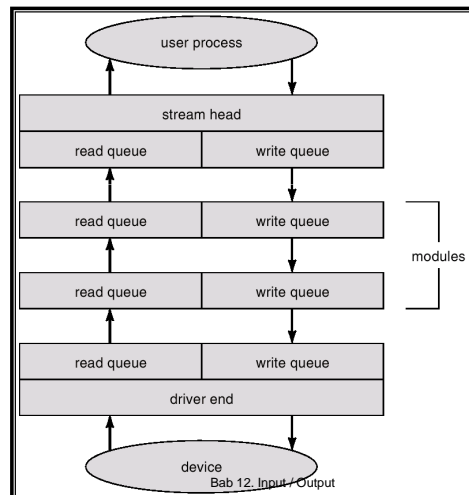 user process
stream head
read queue
write queue
read queue
write queue
modules
read queue
write queue
read queue
write queue
driver end
device
Bab 12. Input / Output